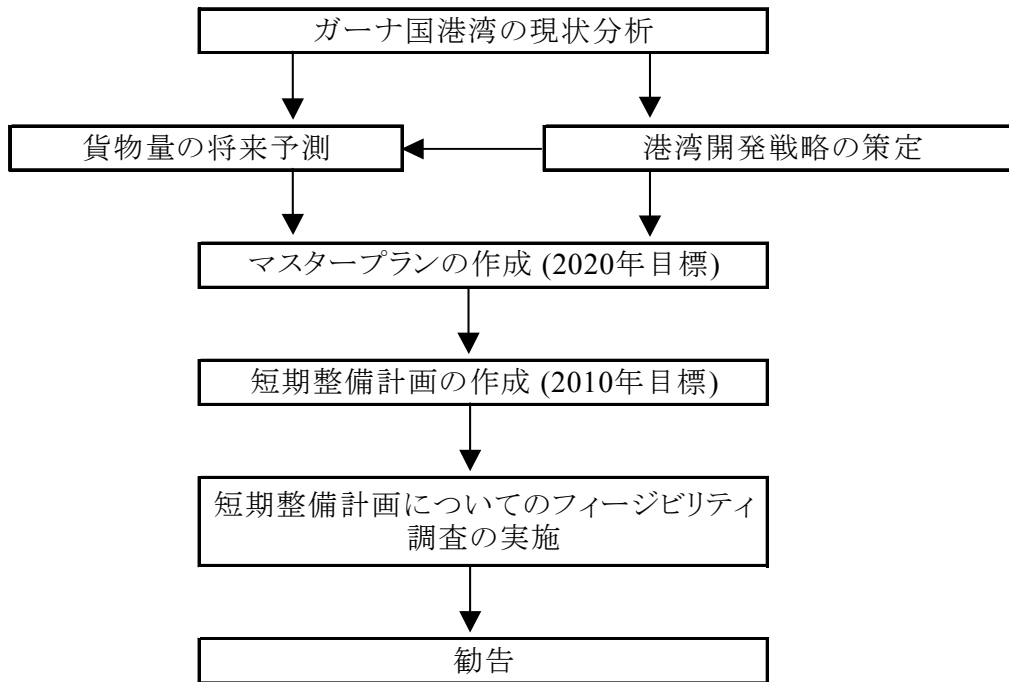 ガーナ国港湾の現状分析
貨物量の将来予測
港湾開発戦略の策定
マスタープランの作成 (2020年目標)
短期整備計画の作成 (2010年目標)
短期整備計画についてのフィージビリティ
調査の実施
勧告